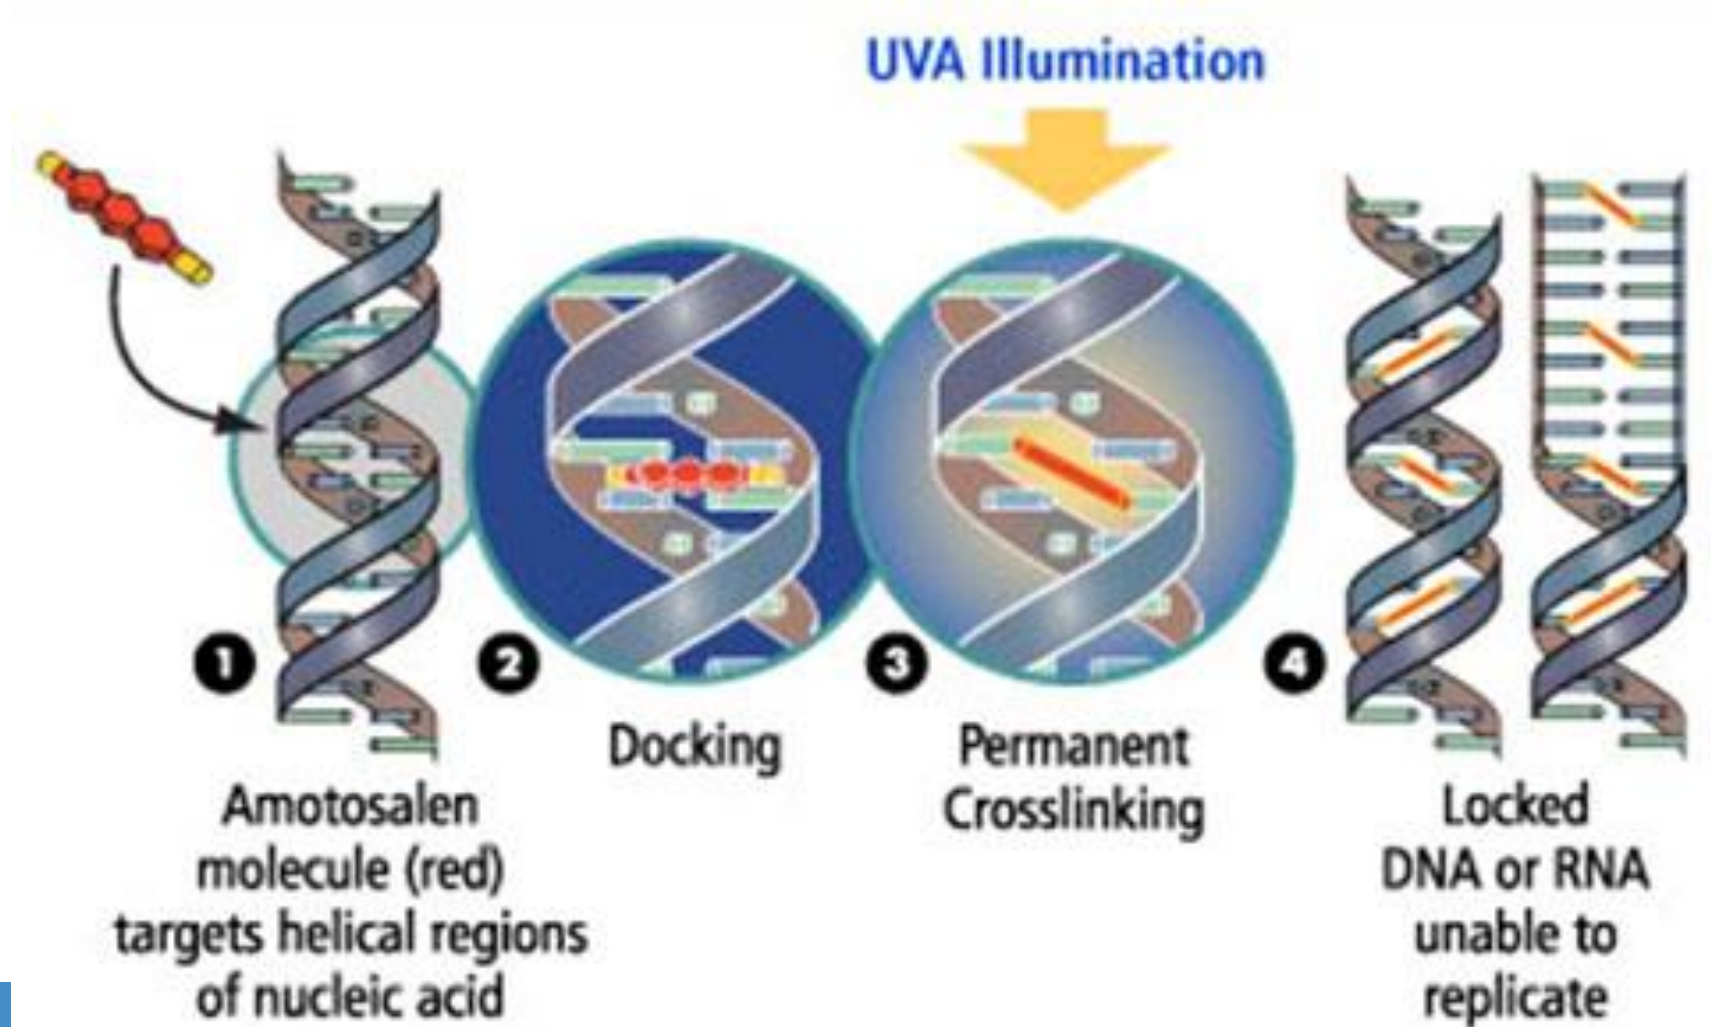 UVA Illumination
1
Amotosalen
molecule (red)
targets helical regions
of nucleic acid
2
Docking
3
Permanent
Crosslinking
4
Locked
DNA or RNA
unable to
replicate